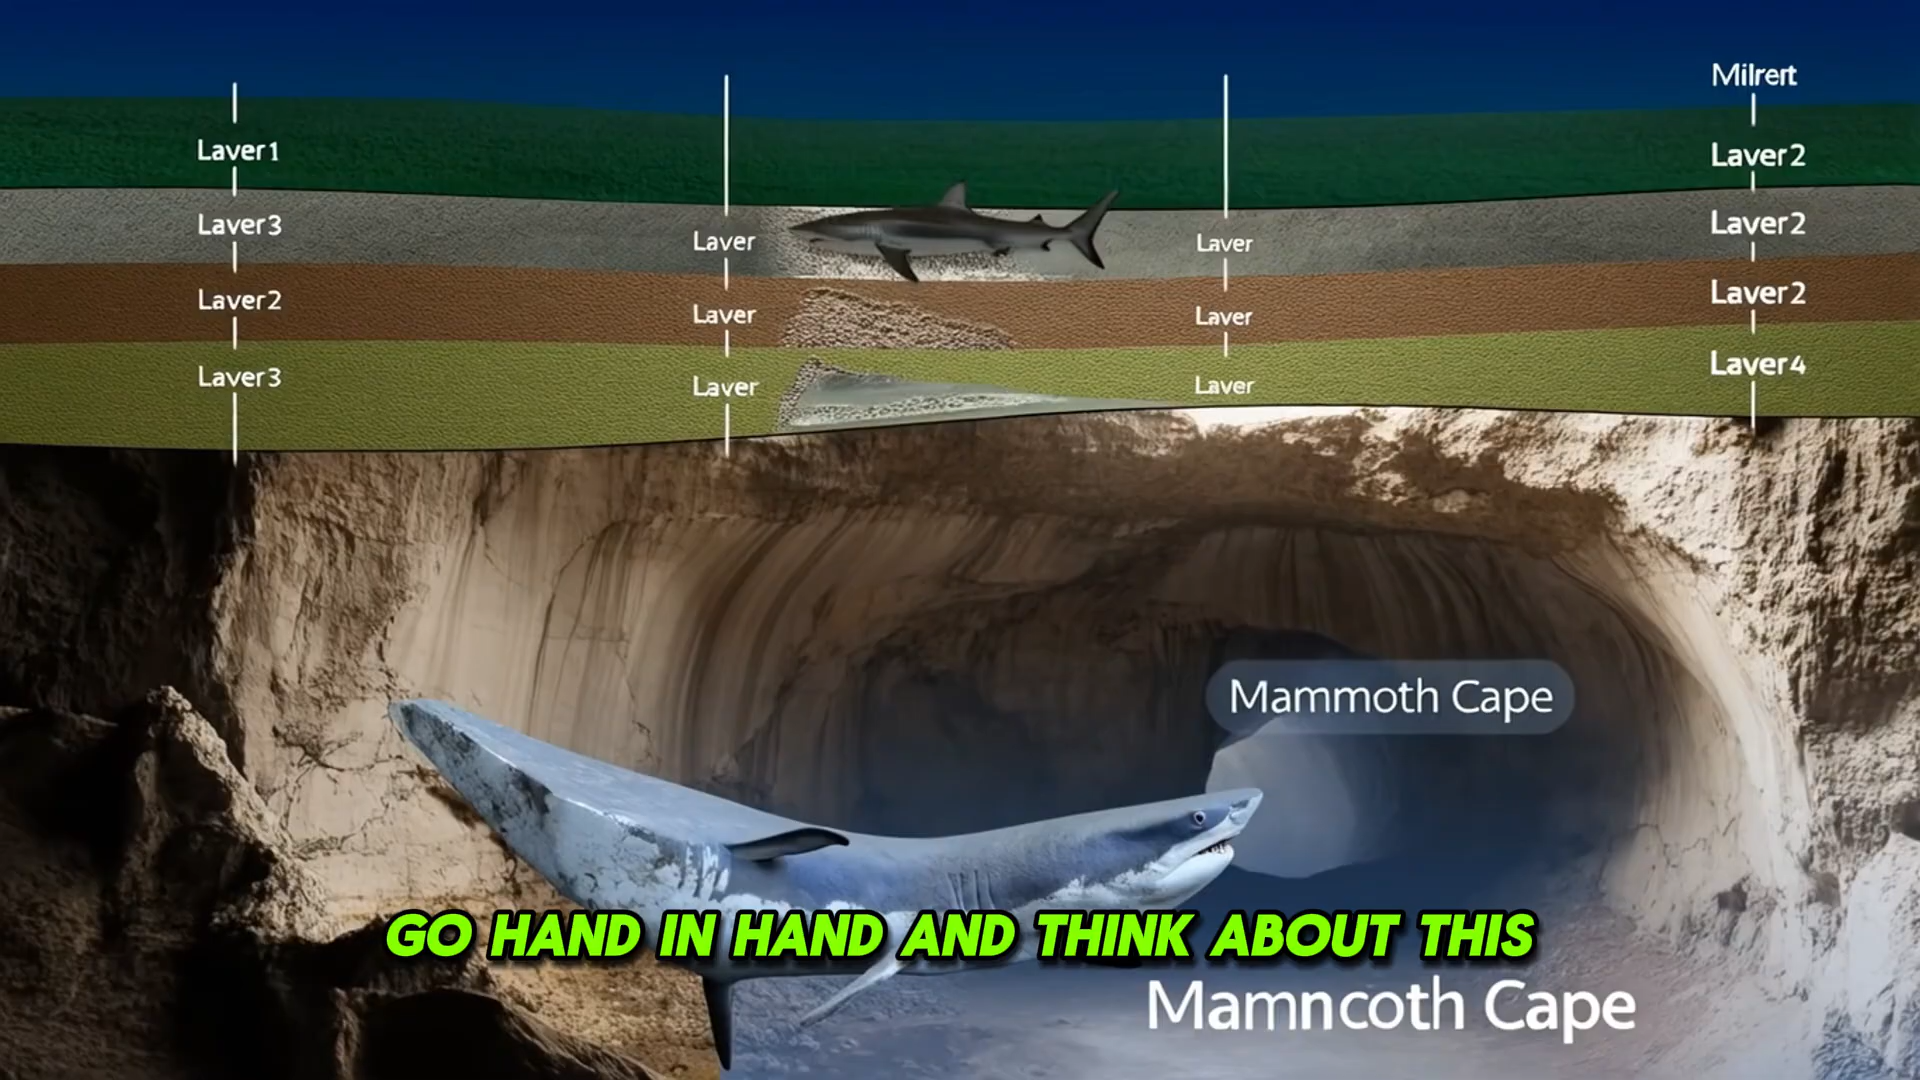 Milrert
Laver1
Laver2
Laver3
Laver
Laver
Laver2
Laver2
Laver
Laver
Laver2
Laver3
Laver
Laver
Laver4
Mammoth Cape
GO HAND IN HAND AND THINK ABOUT THIS
Mamncoth Cape